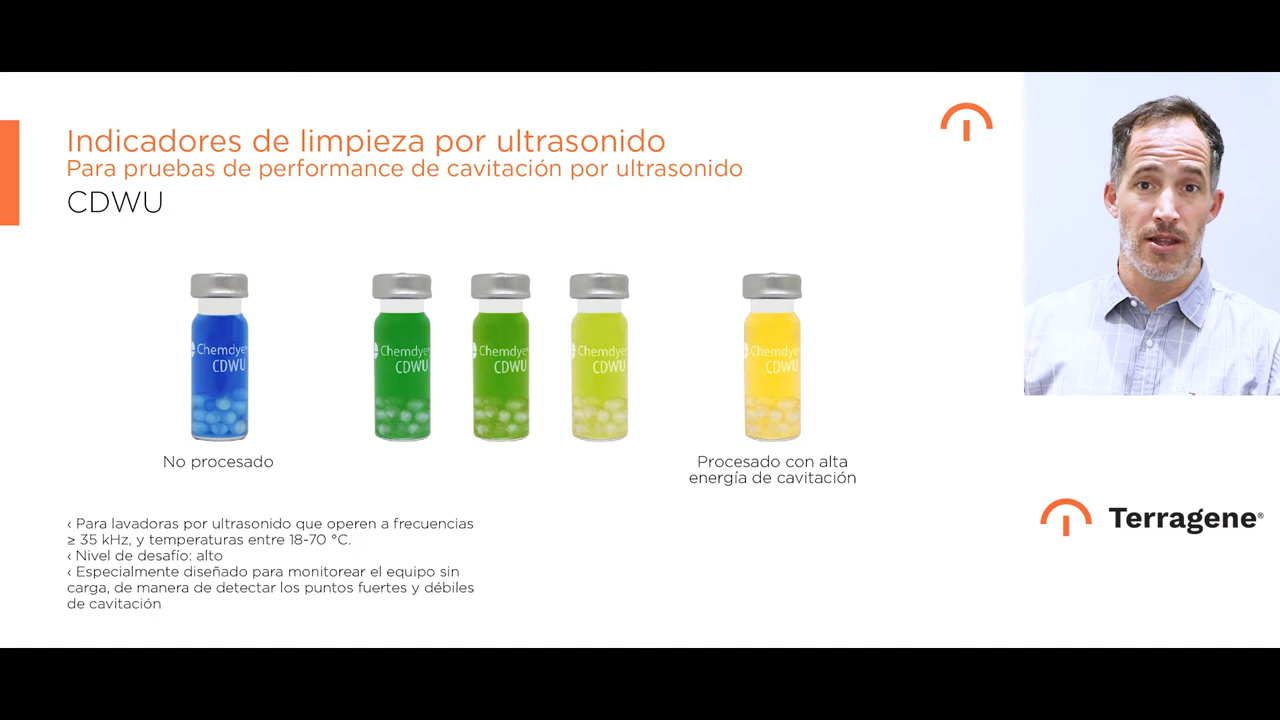 Indicadores de limpieza por ultrasonido
Para pruebas de performance de cavitación por ultrasonido
CDWU
Chemdye®
CDWU
Chemdye®
CDWU
Chemdye®
CDWU
Chemdye®
CDWU
Chemdye®
CDWU
No procesado
Procesado con alta
energía de cavitación
‹ Para lavadoras por ultrasonido que operen a frecuencias
≥ 35 kHz, y temperaturas entre 18-70 °C.
‹ Nivel de desafío: alto
‹ Especialmente diseñado para monitorear el equipo sin
carga, de manera de detectar los puntos fuertes y débiles
de cavitación
Terragene®